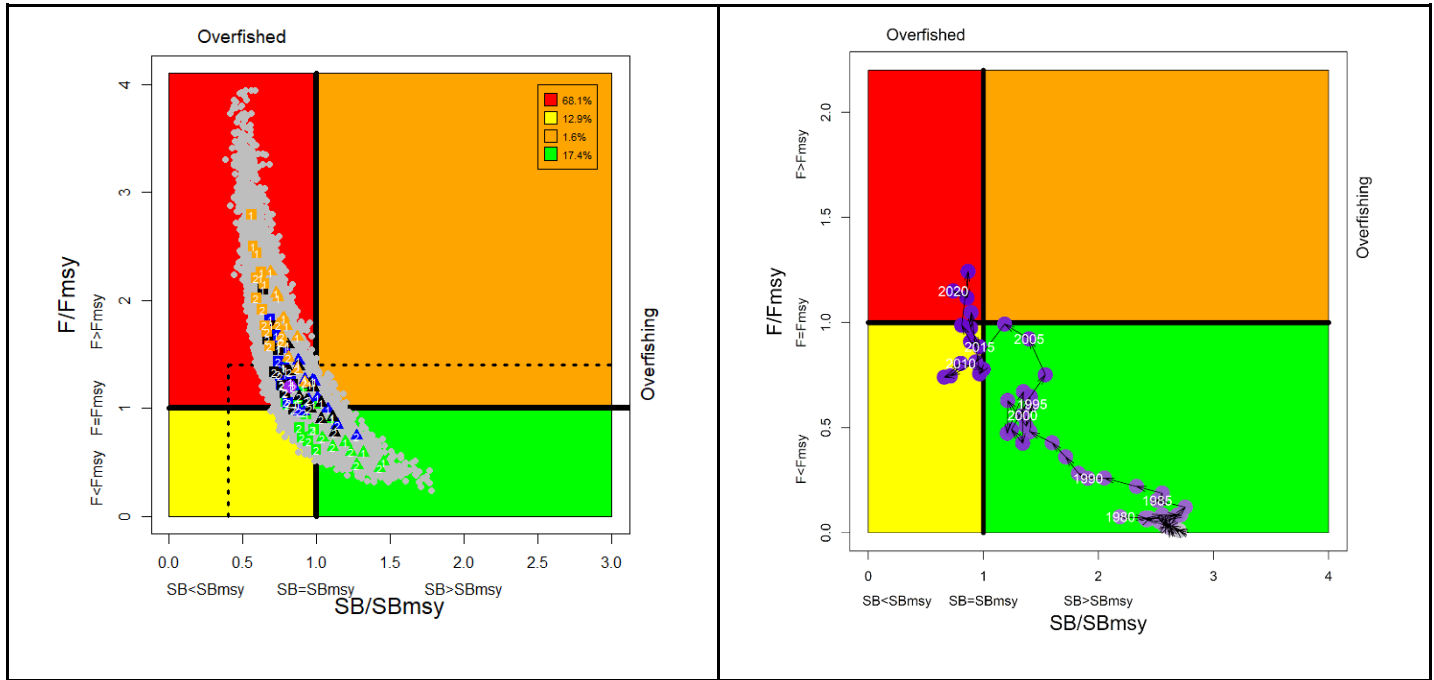 Overfished
4
3
2
1
0
F/Fmsy
F<Fmsy F=Fmsy F>Fmsy
68.1%
12.9%
1.6%
17.4%
Overfishing
0.0 0.5 1.0 1.5 2.0 2.5 3.0
SB<SBmsy SB=SBmsy SB>SBmsy
SB/SBmsy
Overfished
2.0
1.5
1.0
0.5
0.0
F/Fmsy
F<Fmsy F=Fmsy F>Fmsy
2020
2015
2010
2005
1995
2000
1990
1985
1980
Overfishing
0 1 2 3 4
SB<SBmsy SB=SBmsy SB>SBmsy
SB/SBmsy